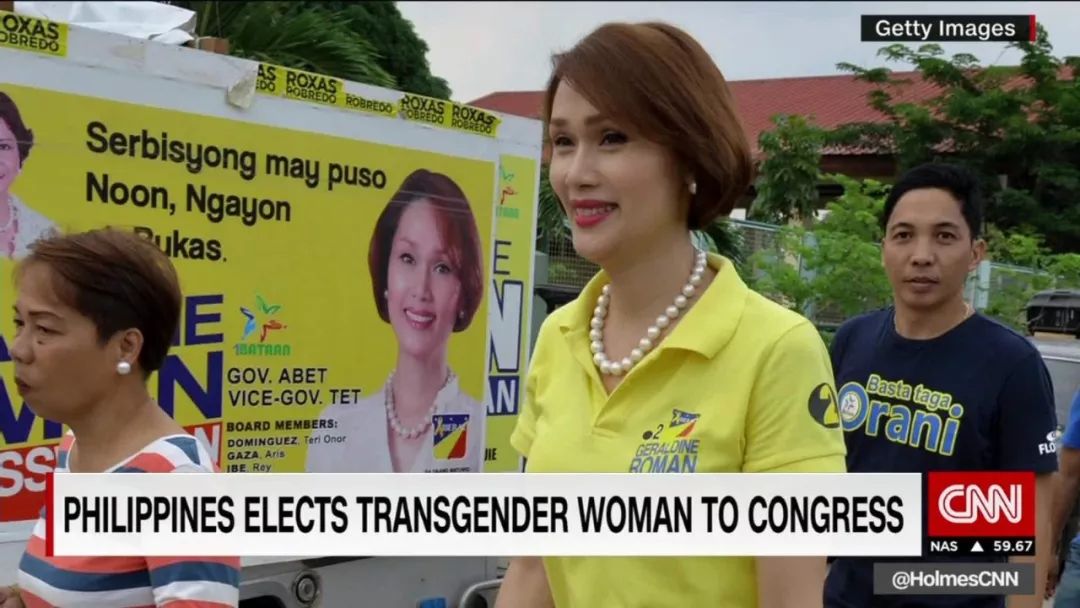 Getty Images
ROXAS
ROBREDO
ROXAS ROBREDO ROXAS ROBREDO
Serbisyong may puso
Noon, Ngayon
Bukas.
1BATAAN
GOV. ABET
VICE-GOV. TET
BOARD MEMBERS:
DOMINGUEZ, Teri Onor
GAZA, Aris
IBE, Rey
2
GERALDINE
ROMAN
2
Basta taga
Orani
PHILIPPINES ELECTS TRANSGENDER WOMAN TO CONGRESS
CNN
NAS ▲ 59.67
@HolmesCNN